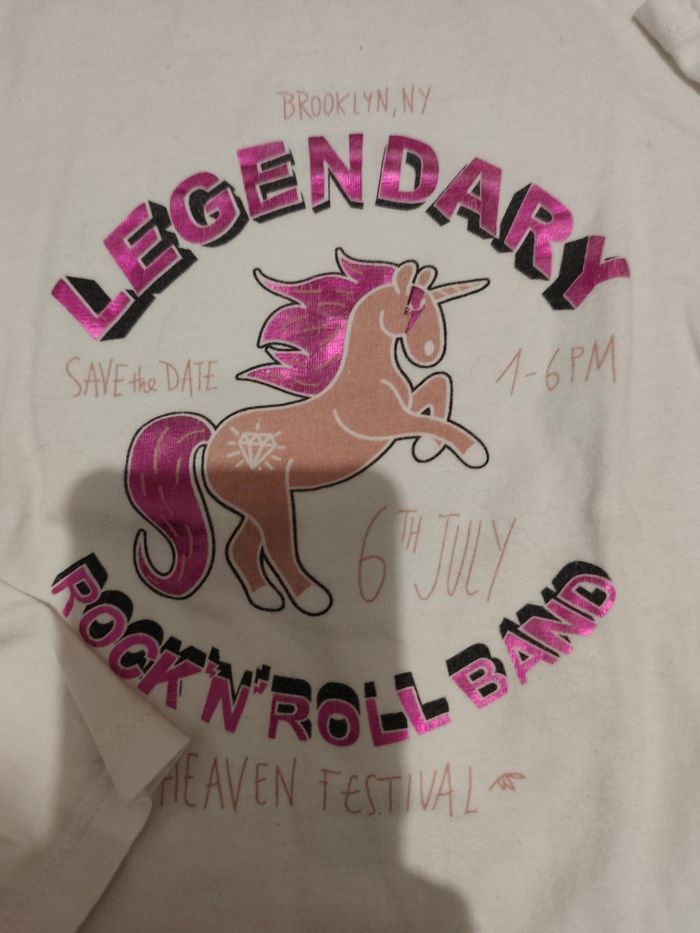 BROOKLYN, NY
LEGENDARY
SAVE the DATE
1-6PM
6TH JULY
ROCK'N'ROLL BAND
HEAVEN FESTIVAL